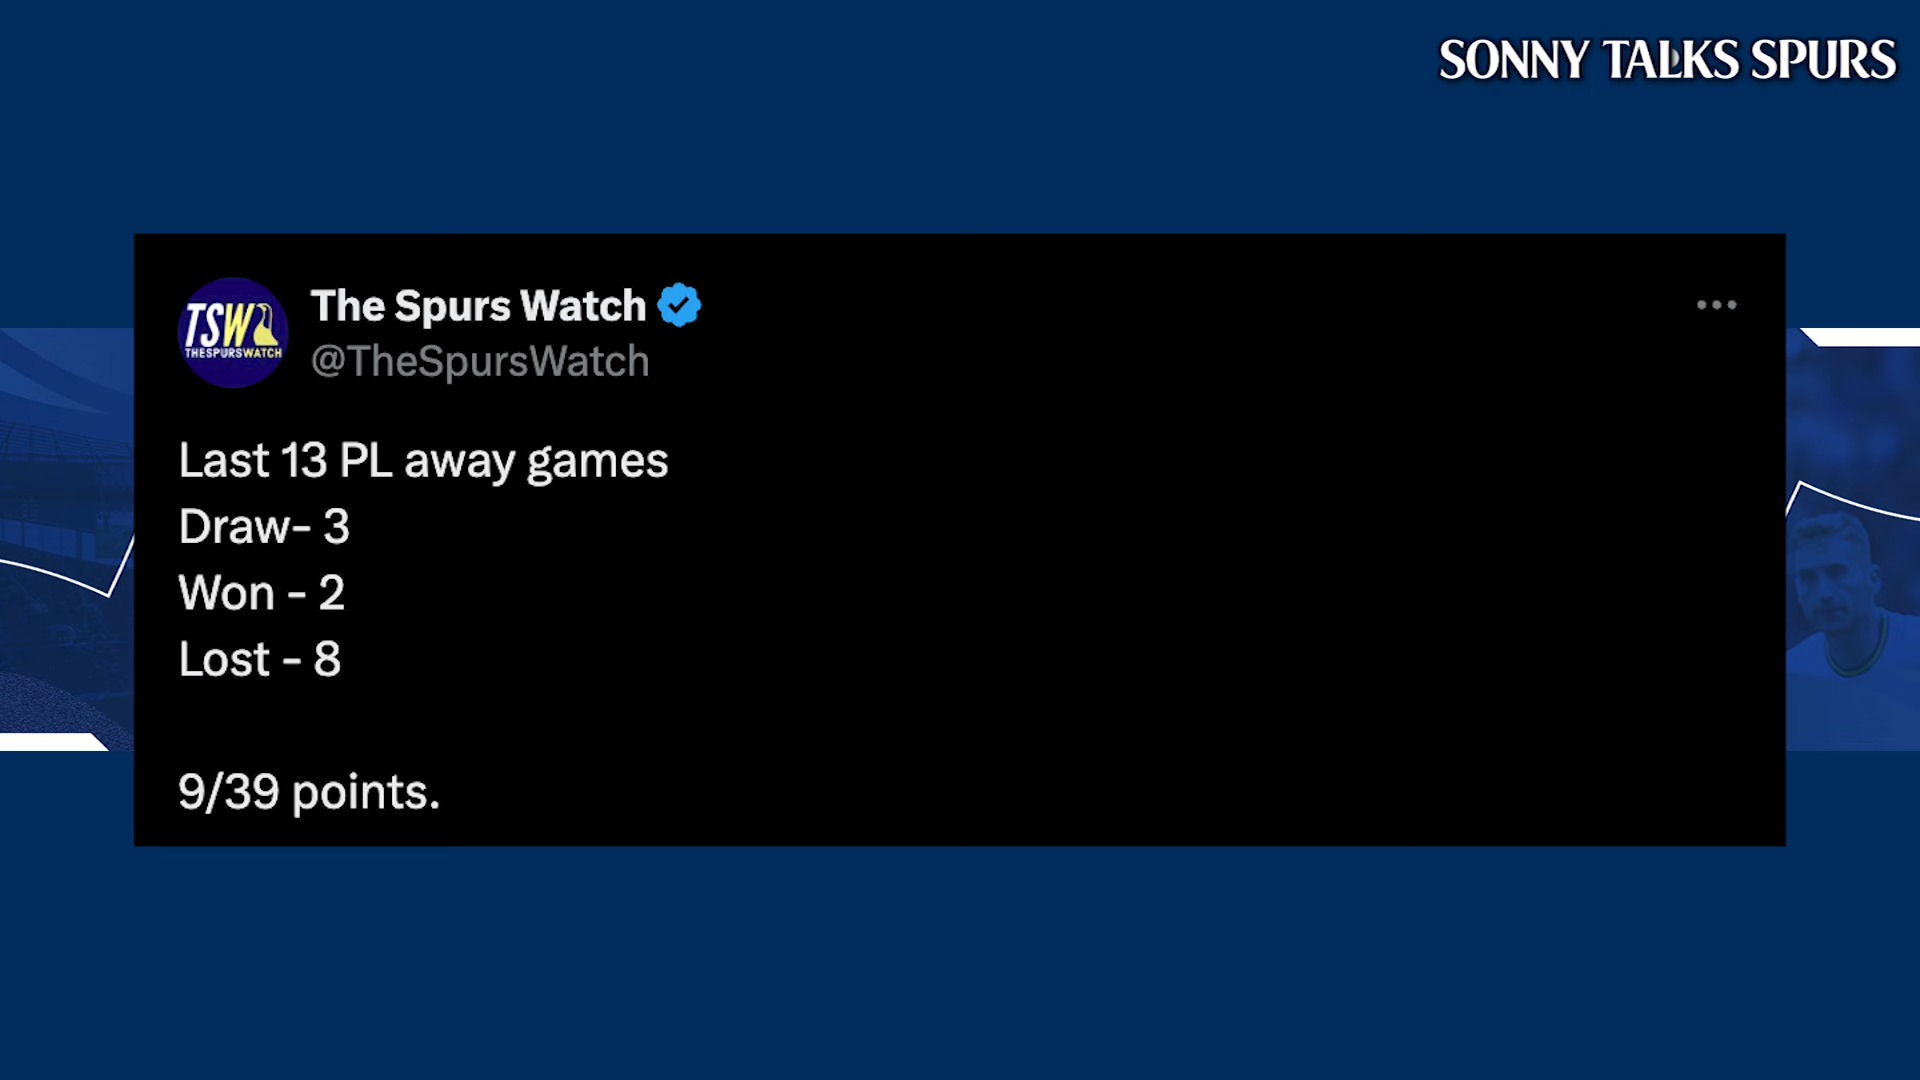 SONNY TALKS SPURS
TSW
THESPURSWATCH
The Spurs Watch
@TheSpursWatch
Last 13 PL away games
Draw- 3
Won - 2
Lost - 8
9/39 points.